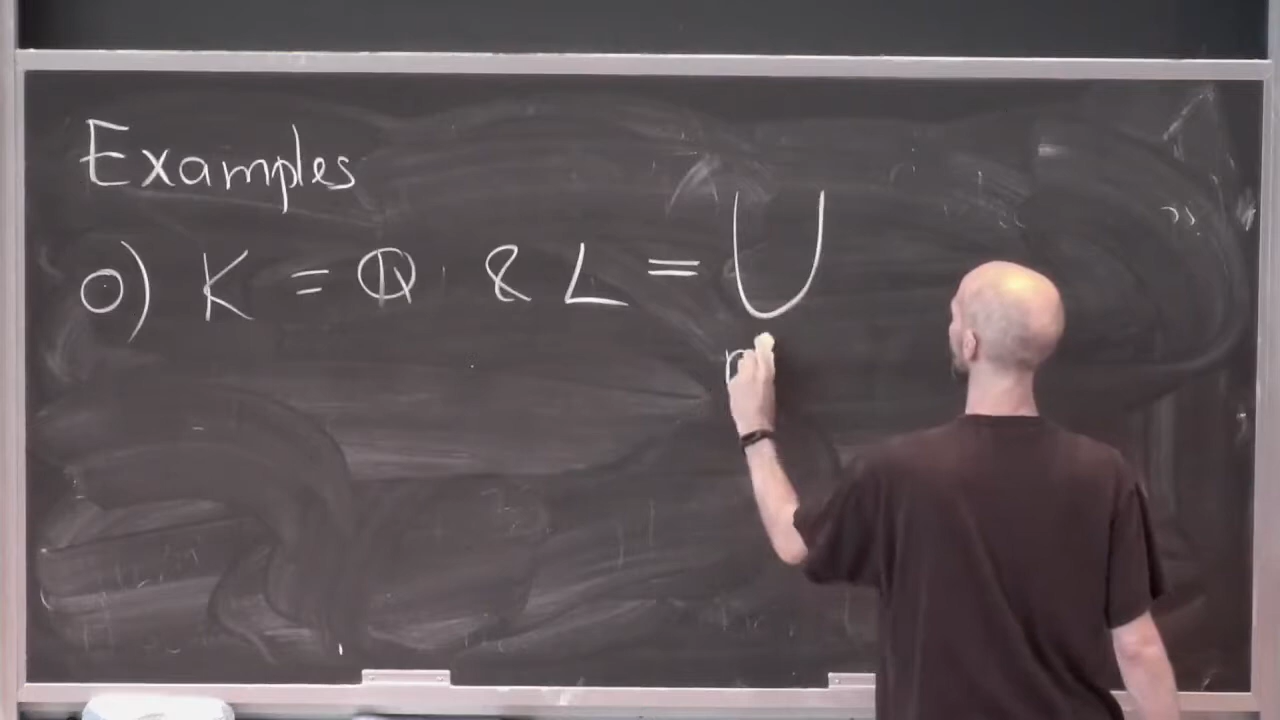 Examples
0) K = ℚ, & L = ⋃